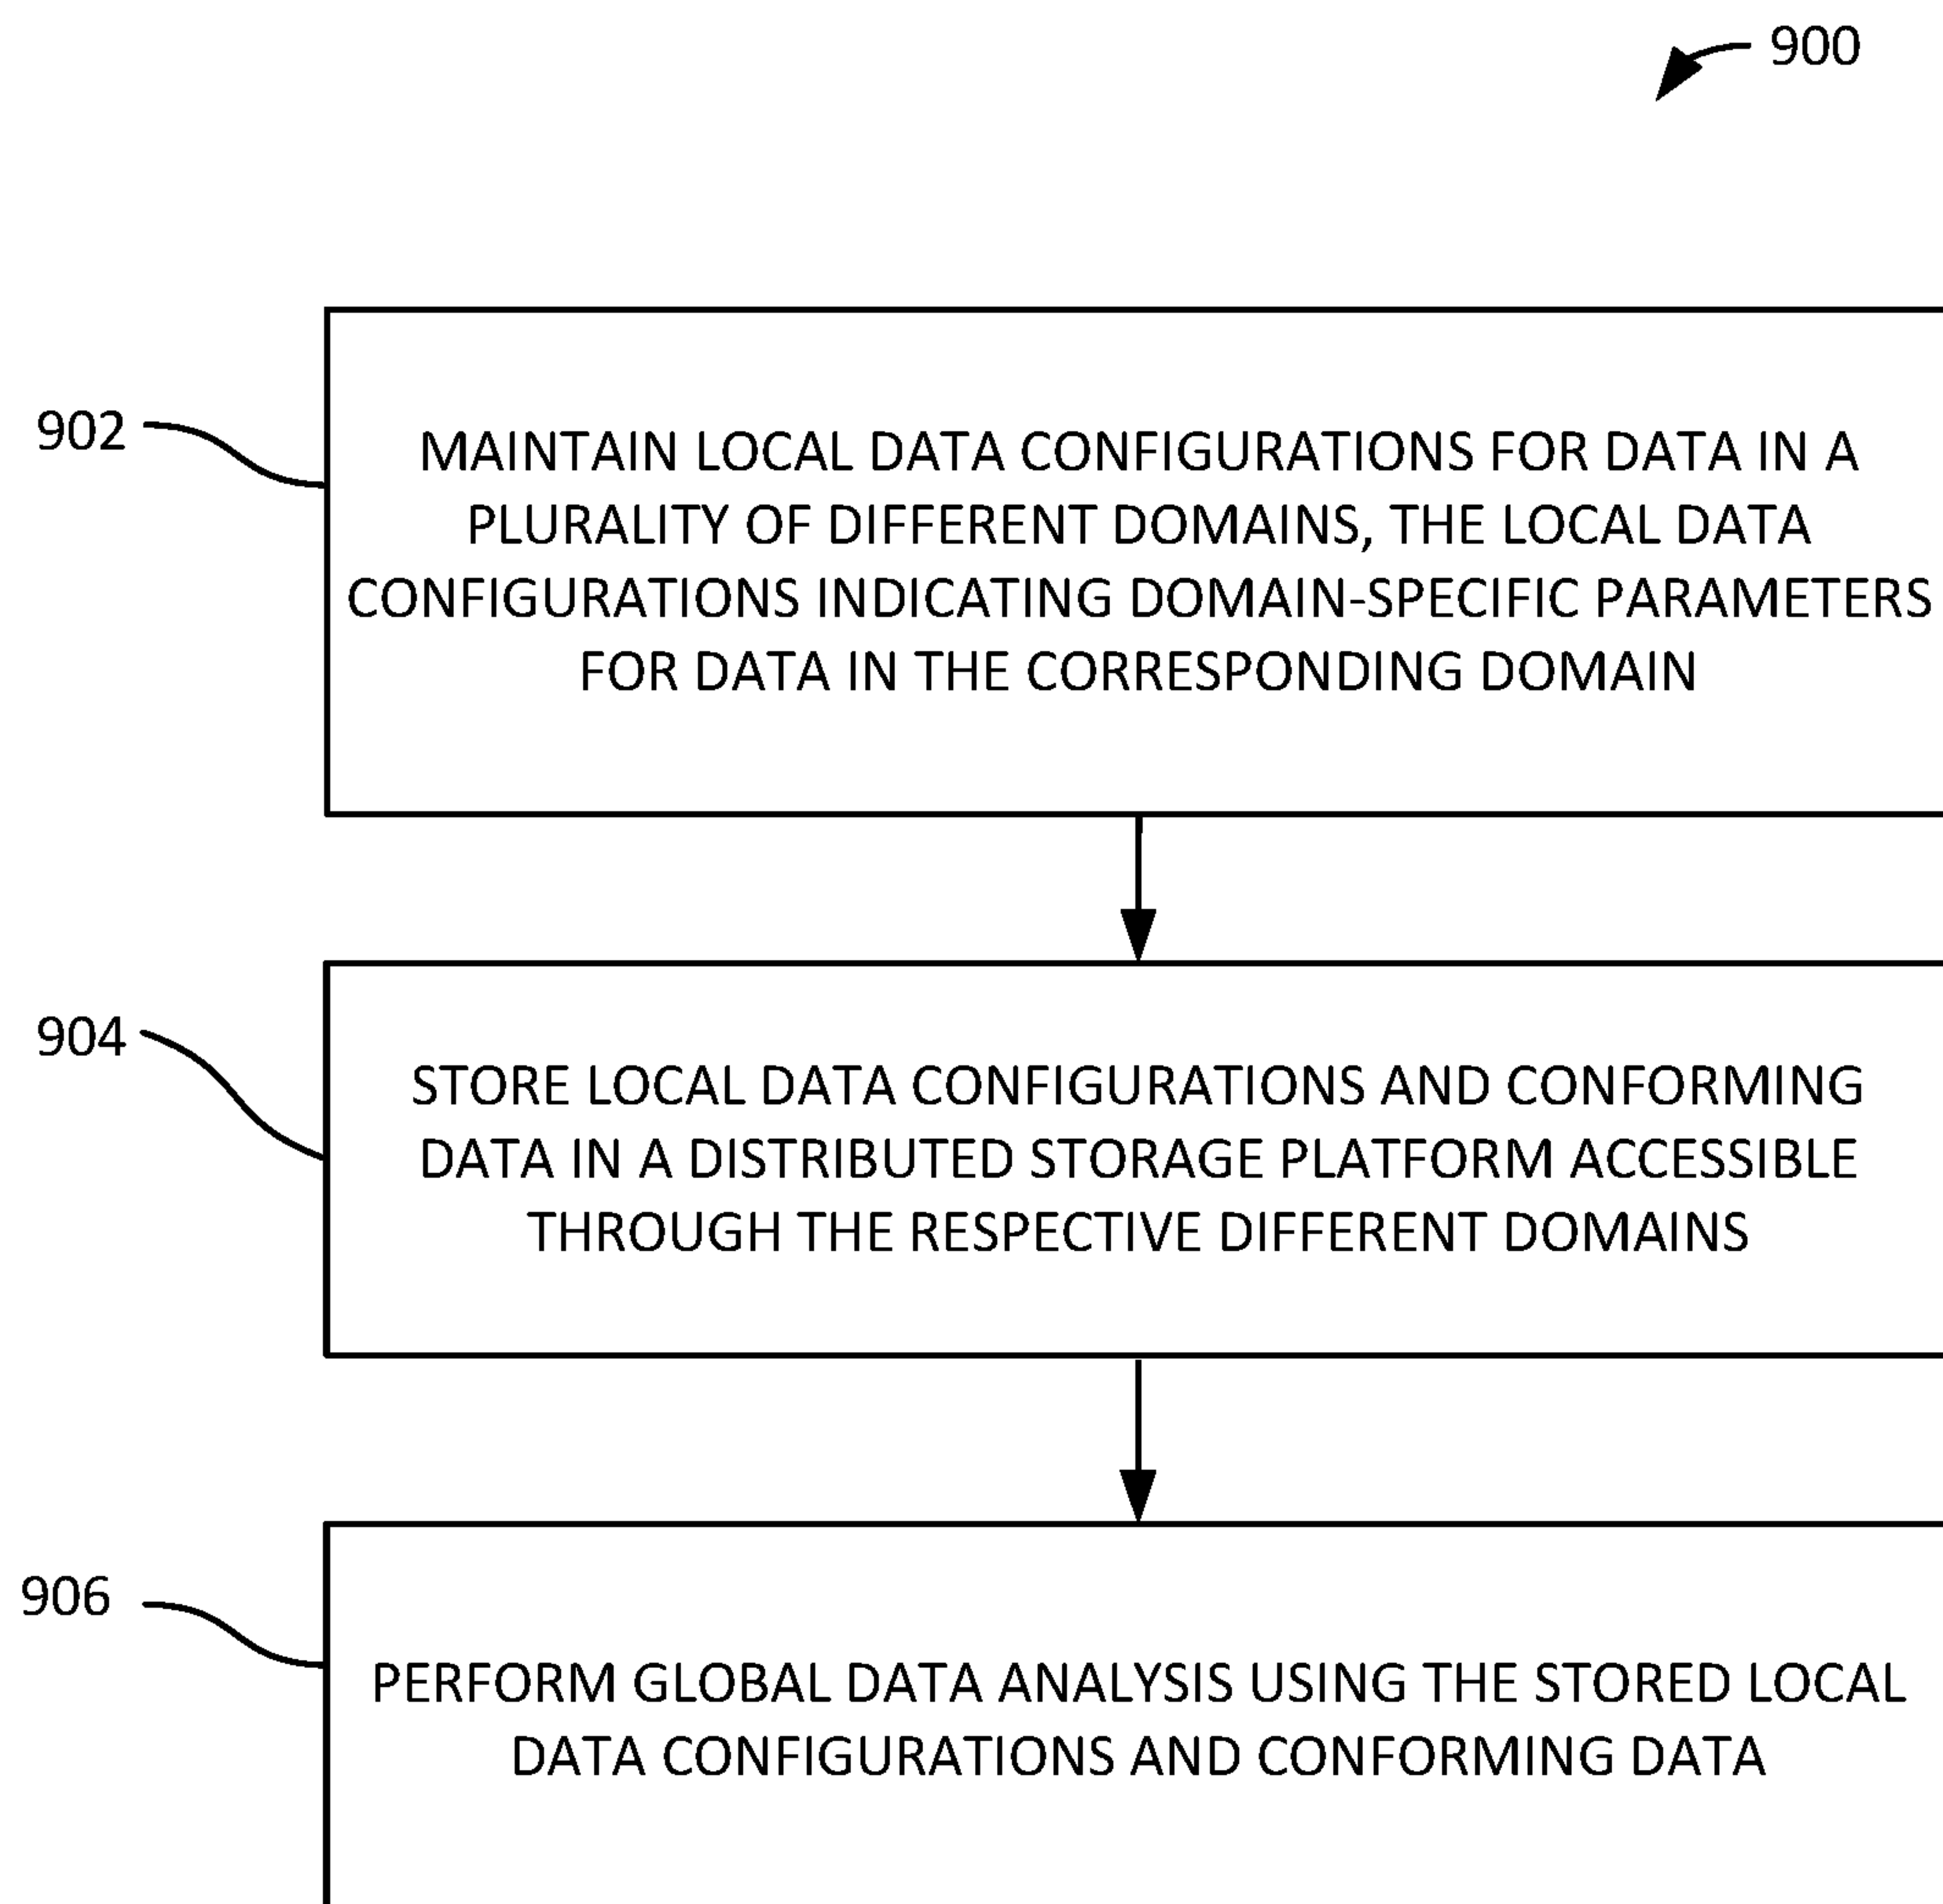 900
902
MAINTAIN LOCAL DATA CONFIGURATIONS FOR DATA IN A
PLURALITY OF DIFFERENT DOMAINS, THE LOCAL DATA
CONFIGURATIONS INDICATING DOMAIN-SPECIFIC PARAMETERS
FOR DATA IN THE CORRESPONDING DOMAIN
904
STORE LOCAL DATA CONFIGURATIONS AND CONFORMING
DATA IN A DISTRIBUTED STORAGE PLATFORM ACCESSIBLE
THROUGH THE RESPECTIVE DIFFERENT DOMAINS
906
PERFORM GLOBAL DATA ANALYSIS USING THE STORED LOCAL
DATA CONFIGURATIONS AND CONFORMING DATA